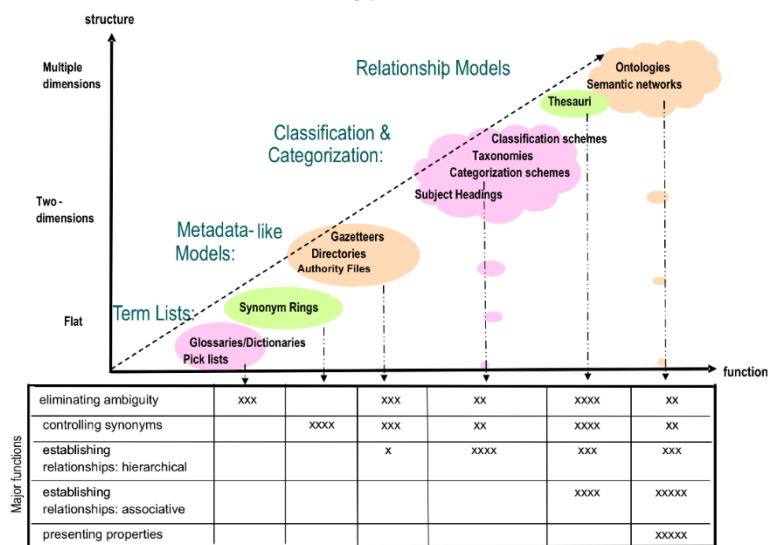 structure
Multiple
dimensions
Relationship Models
Ontologies
Semantic networks
Thesauri
Classification &
Categorization:
Classification schemes
Taxonomies
Categorization schemes
Subject Headings
Two -
dimensions
Metadata-like
Models:
Gazetteers
Directories
Authority Files
Term Lists:
Synonym Rings
Flat
Glossaries/Dictionaries
Pick lists
function
Major functions
eliminating ambiguity xxx xxx xx xxxx xx
controlling synonyms xxxx xxx xx xxxx xx
establishing x xxxx xxx xxx
relationships: hierarchical
establishing xxxx xxxxx
relationships: associative
presenting properties xxxxx